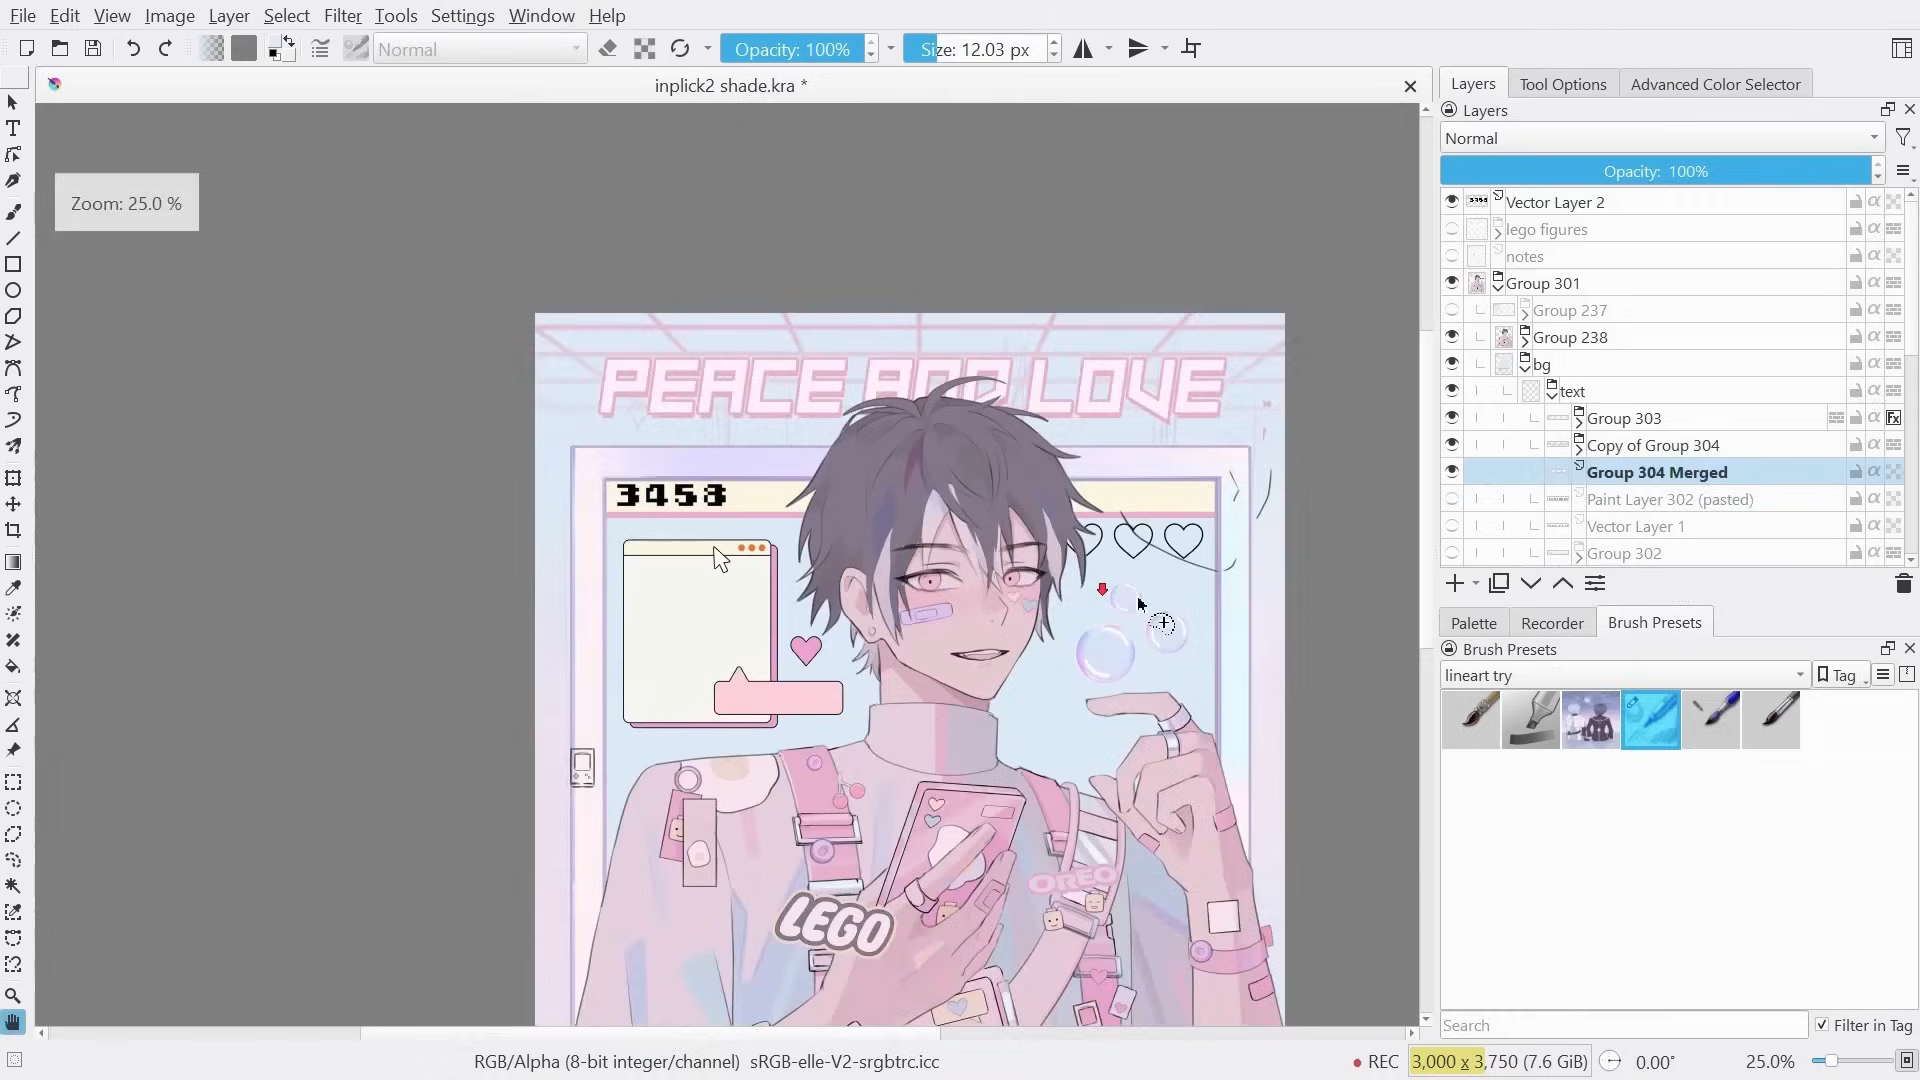 File Edit View Image Layer Select Filter Tools Settings Window Help
Normal
Opacity: 100%
Size: 12.03 px
inplick2 shade.kra *
Zoom: 25.0 %
PEACE AND LOVE
3458
OREO
LEGO
Layers Tool Options Advanced Color Selector
Layers
Normal
Opacity: 100%
Vector Layer 2
lego figures
notes
Group 301
Group 237
Group 238
bg
text
Group 303
Fx
Copy of Group 304
Group 304 Merged
Paint Layer 302 (pasted)
Vector Layer 1
Group 302
Palette Recorder Brush Presets
Brush Presets
lineart try
Tag
Search
Filter in Tag
RGB/Alpha (8-bit integer/channel) sRGB-elle-V2-srgbtrc.icc
REC
3,000 x 3,750 (7.6 GiB)
0.00°
25.0%